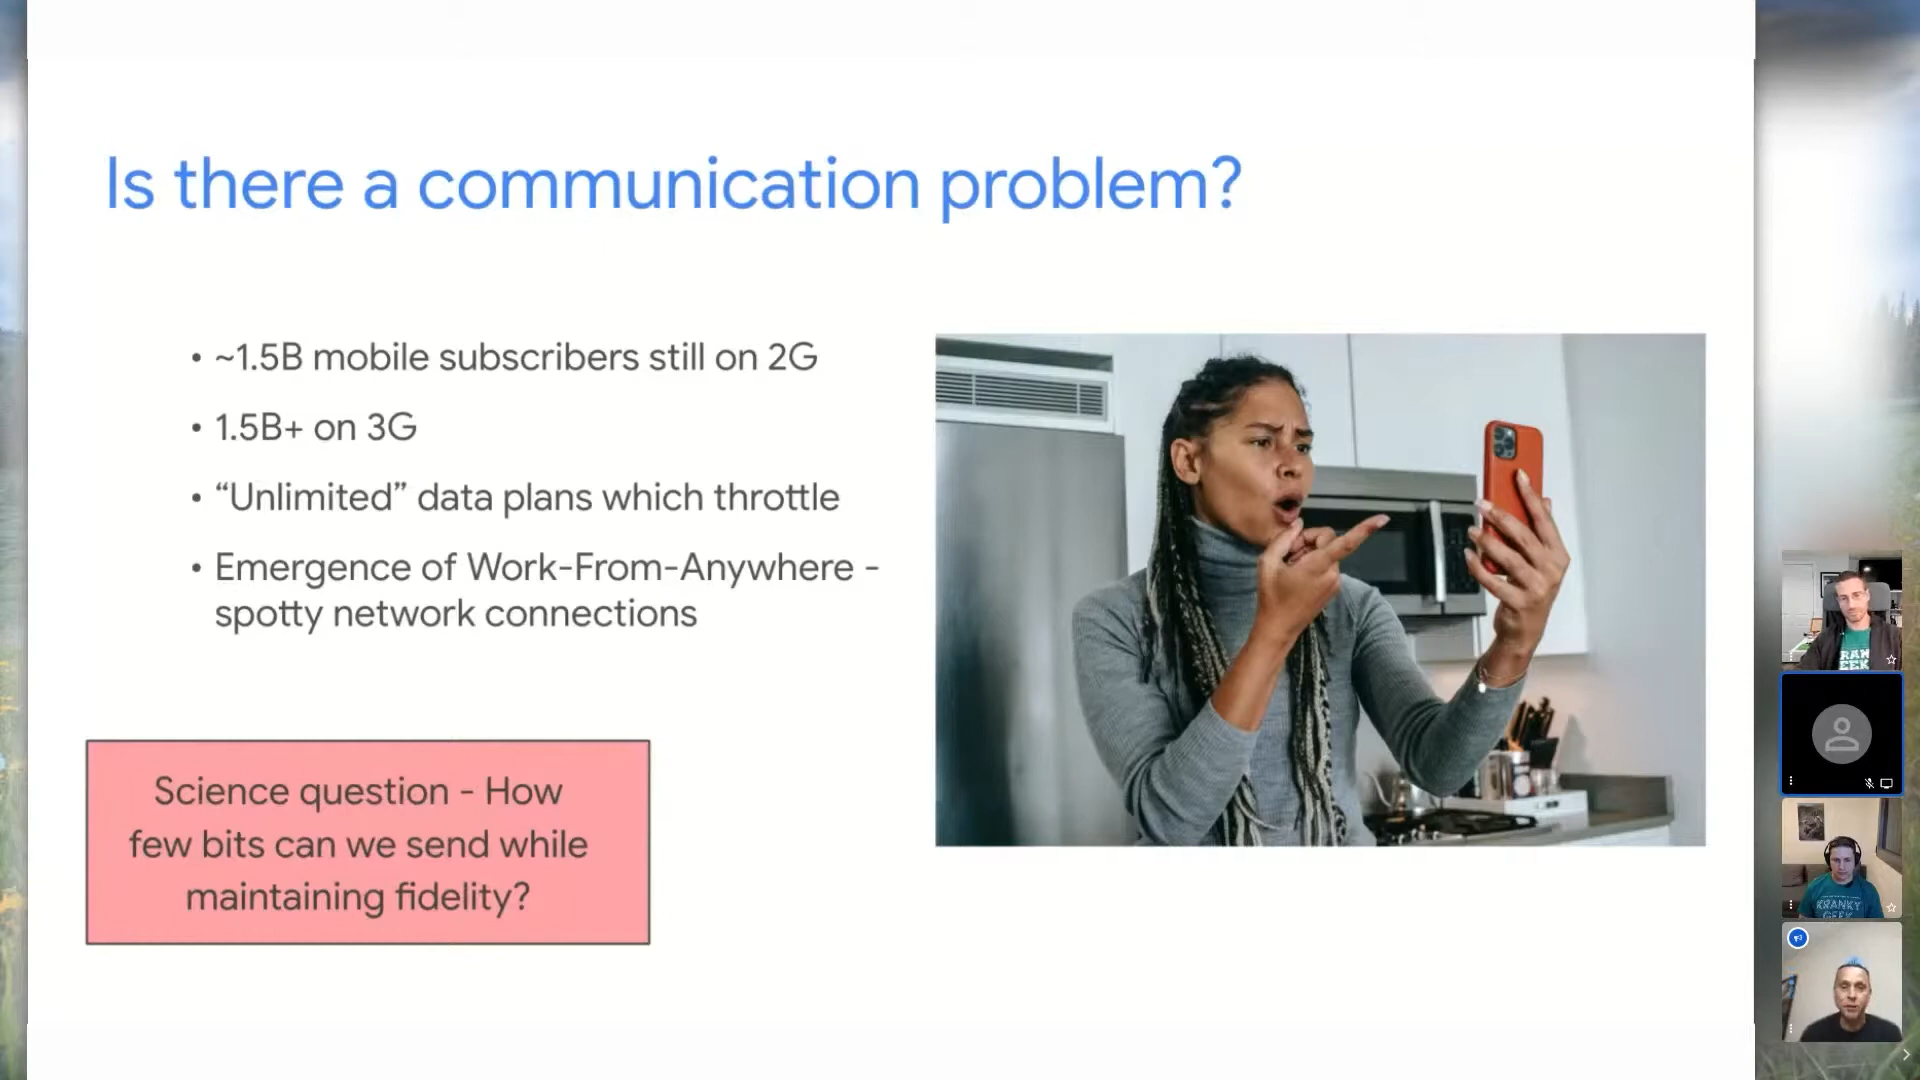 Is there a communication problem?
• ~1.5B mobile subscribers still on 2G
• 1.5B+ on 3G
• “Unlimited” data plans which throttle
• Emergence of Work-From-Anywhere -
spotty network connections
Science question - How
few bits can we send while
maintaining fidelity?
KRANKY
GEEK